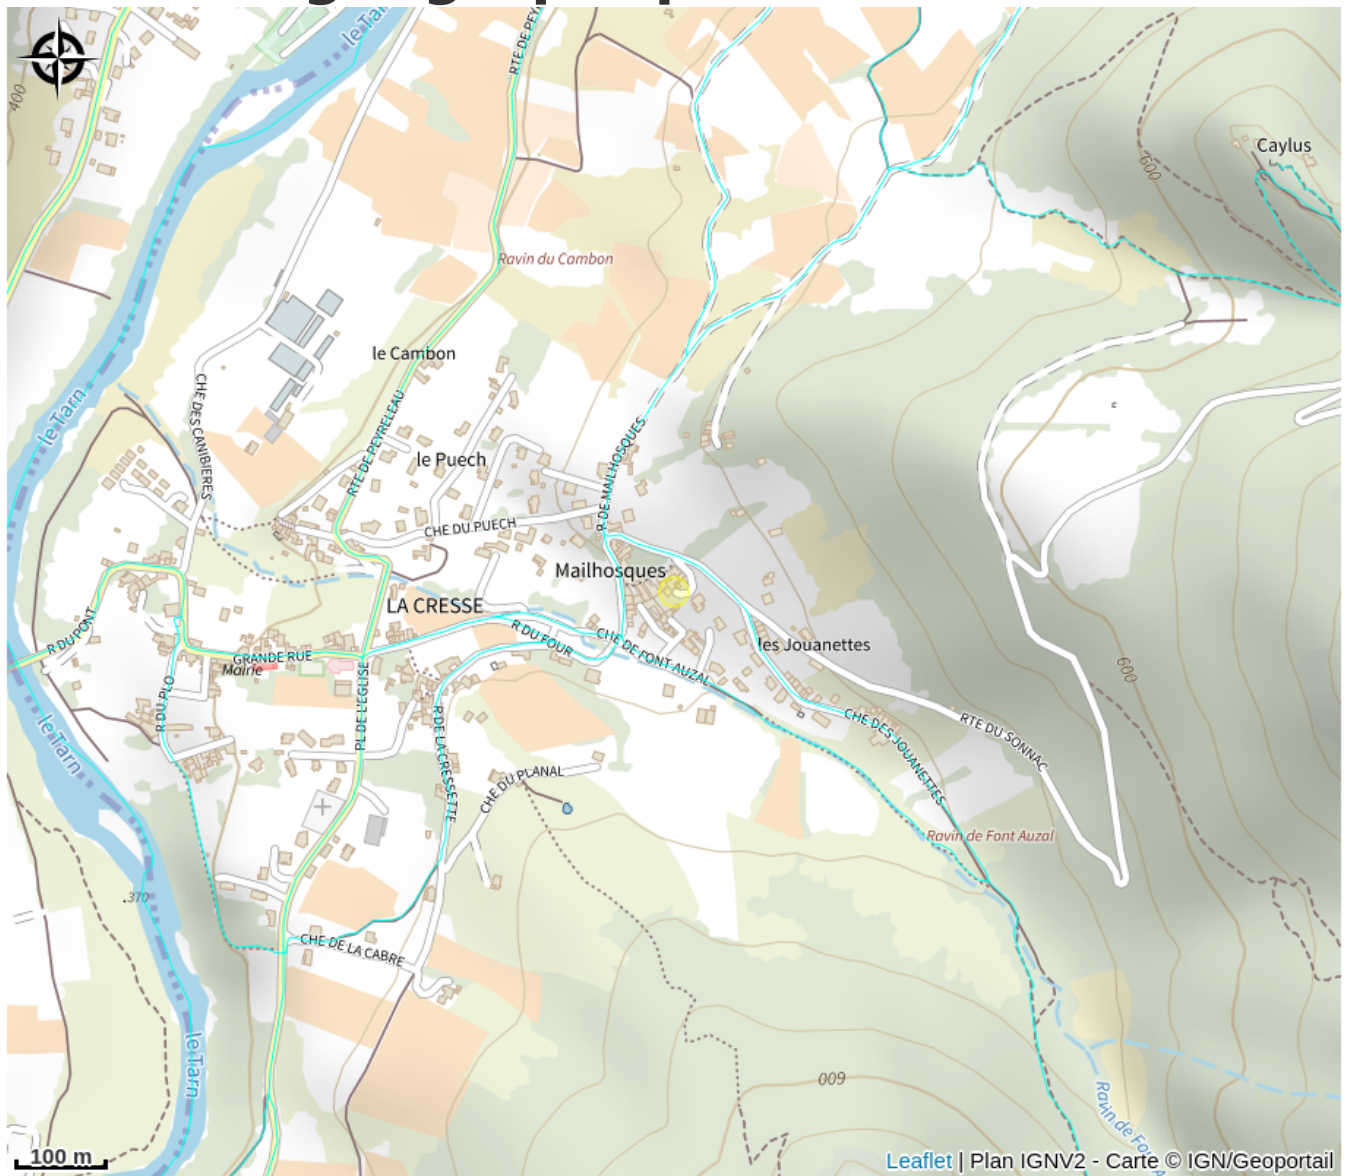 le Tarn
RTE DE PEYR
400
Caylus
600
Ravin du Cambon
le Cambon
le Tarn
CHE DES CANIBIERES
RTE DE PEYRELEAU
le Puech
R DE MAILHOSQUES
CHE DU PUECH
Mailhosques
LA CRESSE
R DU PONT
R DU FOUR
CHE DE FONT AUZAL
les Jouanettes
GRANDE RUE
Mairie
600
R DU PLO
PL DE L'EGLISE
R DE LA CRESSETTE
le Tarn
CHE DES JOUANETTES
RTE DU SONNAC
CHE DU PLANAL
Ravin de Font Auzal
.370
CHE DE LA CABRE
le Tarn
600
Ravin de Font A
100 m
Leaflet | Plan IGNV2 - Carte © IGN/Geoportail